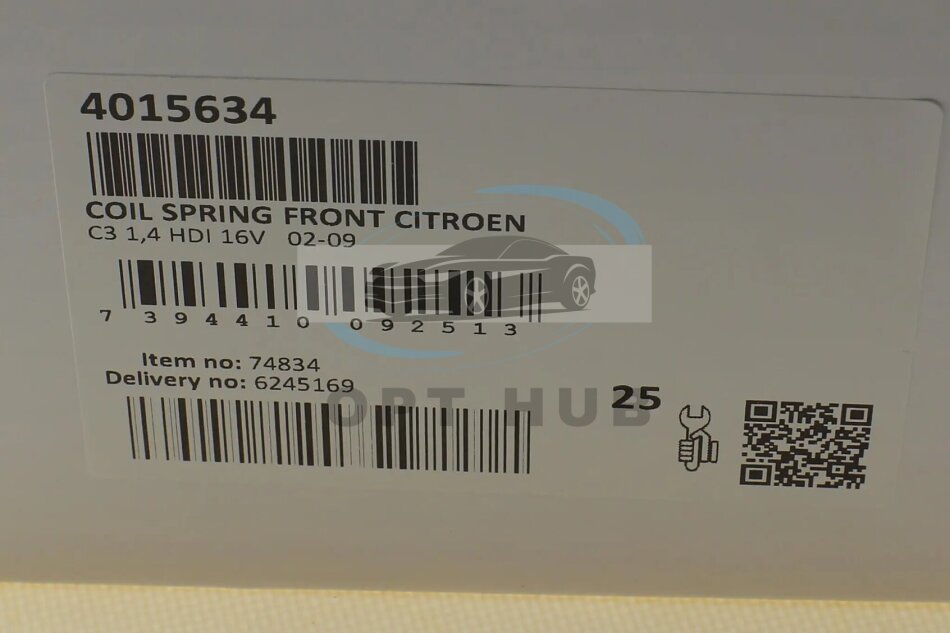 4015634
COIL SPRING FRONT CITROEN
C3 1,4 HDI 16V 02-09
7 394410 092513
Item no: 74834
Delivery no: 6245169
25
OPT HUB